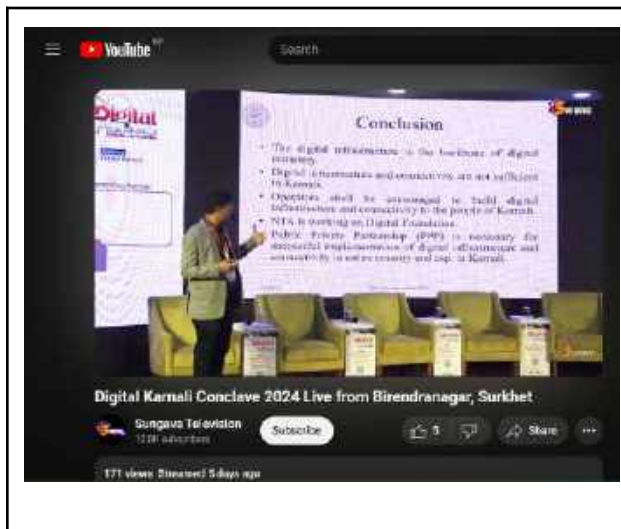 YouTube
Search
Digital
Conclusion
• The digital infrastructure is the backbone of digital
economy.
• Digital infrastructure and connectivity are not sufficient
in Karnali.
• Operators shall be encouraged to build digital
infrastructure and connectivity to the people of Karnali.
• NTA is working on Digital Foundation.
• Public Private Partnership (PPP) is necessary for
successful implementation of digital infrastructure and
connectivity in entire country and esp. in Karnali.
Digital Karnali Conclave 2024 Live from Birendranagar, Surkhet
Sungava Television
subscribers
Subscribe
5
Share
171 views Streamed 5 days ago